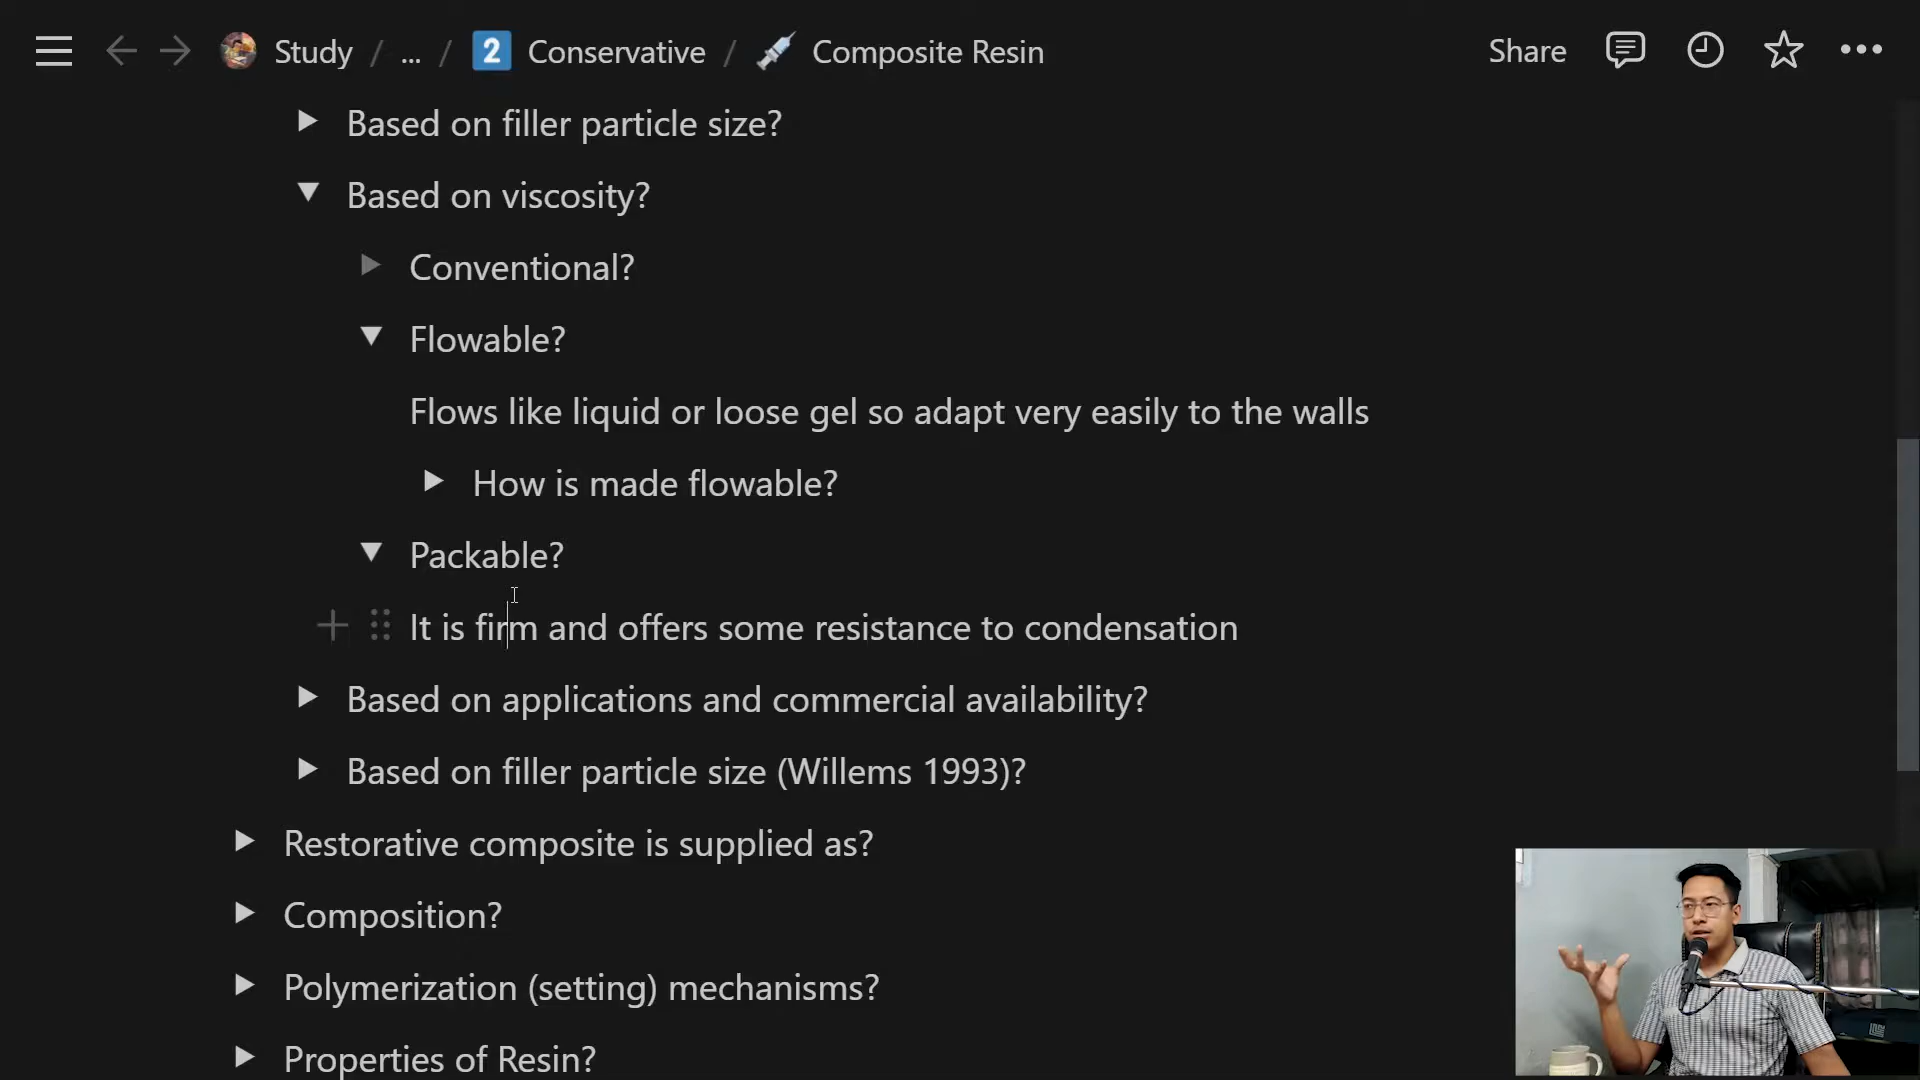 Study / ... / 2 Conservative / Composite Resin
Share
Based on filler particle size?
Based on viscosity?
Conventional?
Flowable?
Flows like liquid or loose gel so adapt very easily to the walls
How is made flowable?
Packable?
It is firm and offers some resistance to condensation
Based on applications and commercial availability?
Based on filler particle size (Willems 1993)?
Restorative composite is supplied as?
Composition?
Polymerization (setting) mechanisms?
Properties of Resin?